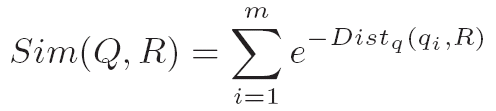 $Sim(Q, R) = \sum_{i=1}^{m} e^{-Dist_q(q_i, R)}$